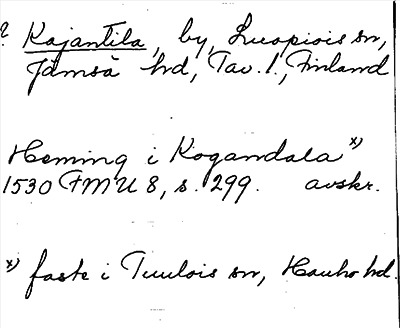 ? Kajantila, by, Luopiois sn,
Jämsä hd, Tav. l., Finland
Heming i Kogandala x)
1530 FMU 8, s. 299. avskr.
x) fast i Tuulois sn, Hauho hd.